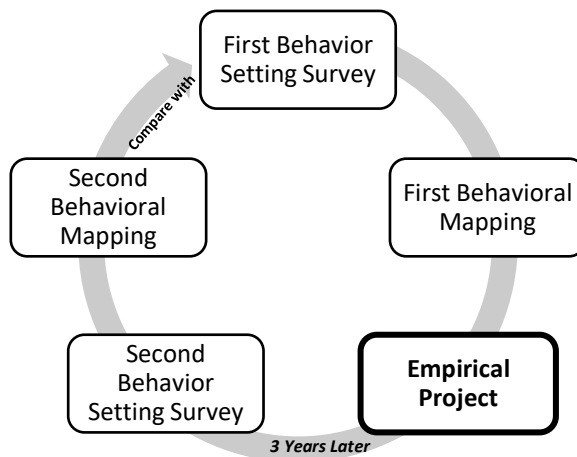 First Behavior
Setting Survey
First Behavioral
Mapping
Empirical
Project
3 Years Later
Second
Behavior
Setting Survey
Second
Behavioral
Mapping
Compare with